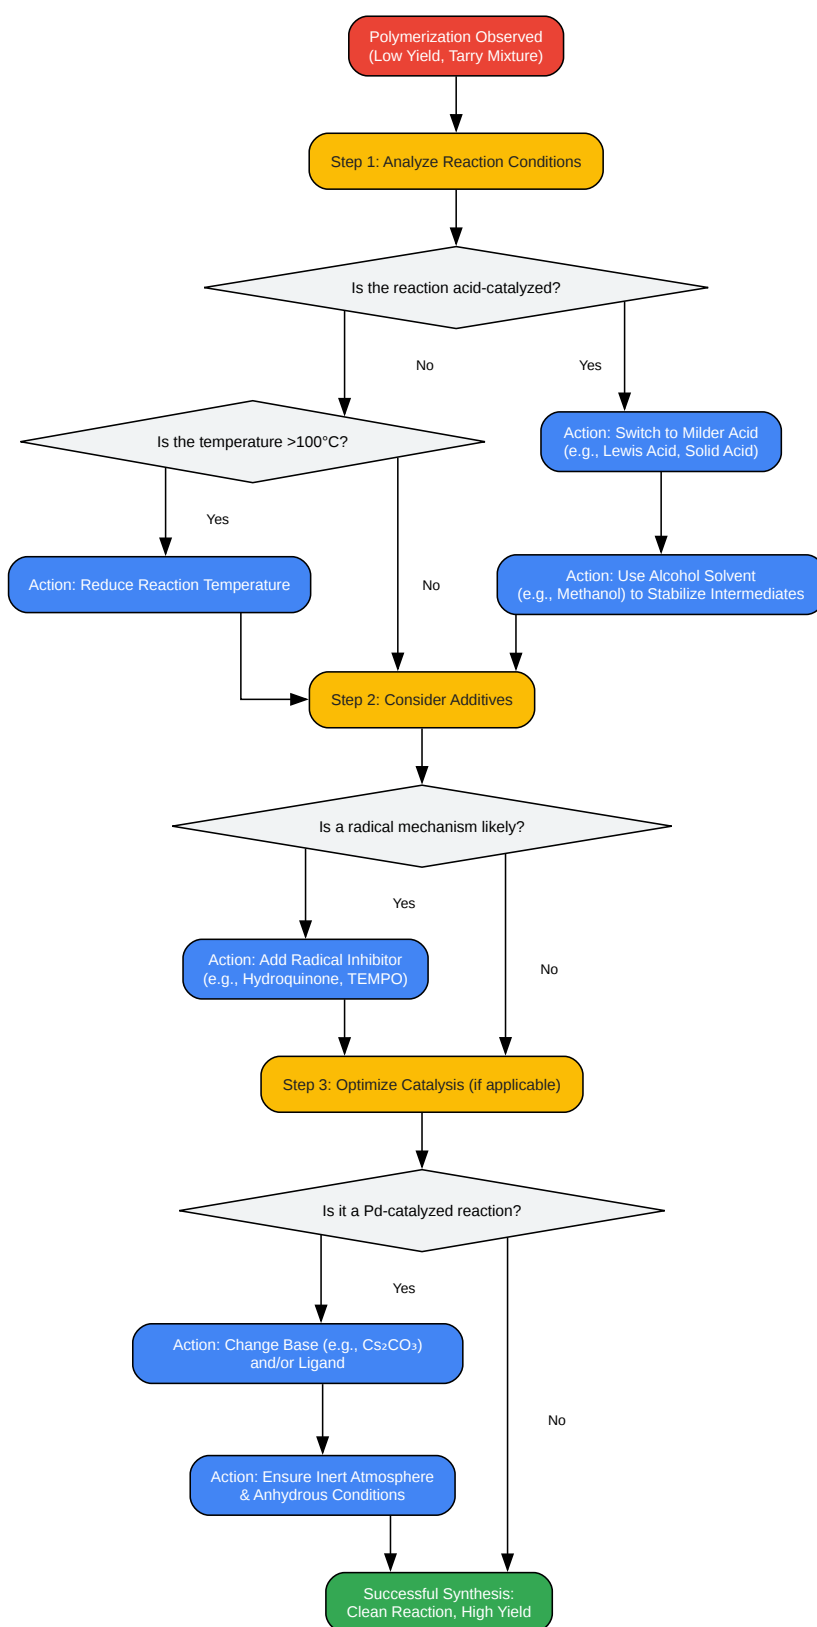 Polymerization Observed
(Low Yield, Tarry Mixture)
Step 1: Analyze Reaction Conditions
Is the reaction acid-catalyzed?
No
Yes
Is the temperature >100°C?
Action: Switch to Milder Acid
(e.g., Lewis Acid, Solid Acid)
Yes
Action: Reduce Reaction Temperature
No
Action: Use Alcohol Solvent
(e.g., Methanol) to Stabilize Intermediates
Step 2: Consider Additives
Is a radical mechanism likely?
Yes
Action: Add Radical Inhibitor
(e.g., Hydroquinone, TEMPO)
No
Step 3: Optimize Catalysis (if applicable)
Is it a Pd-catalyzed reaction?
Yes
Action: Change Base (e.g., Cs₂CO₃)
and/or Ligand
No
Action: Ensure Inert Atmosphere
& Anhydrous Conditions
Successful Synthesis:
Clean Reaction, High Yield